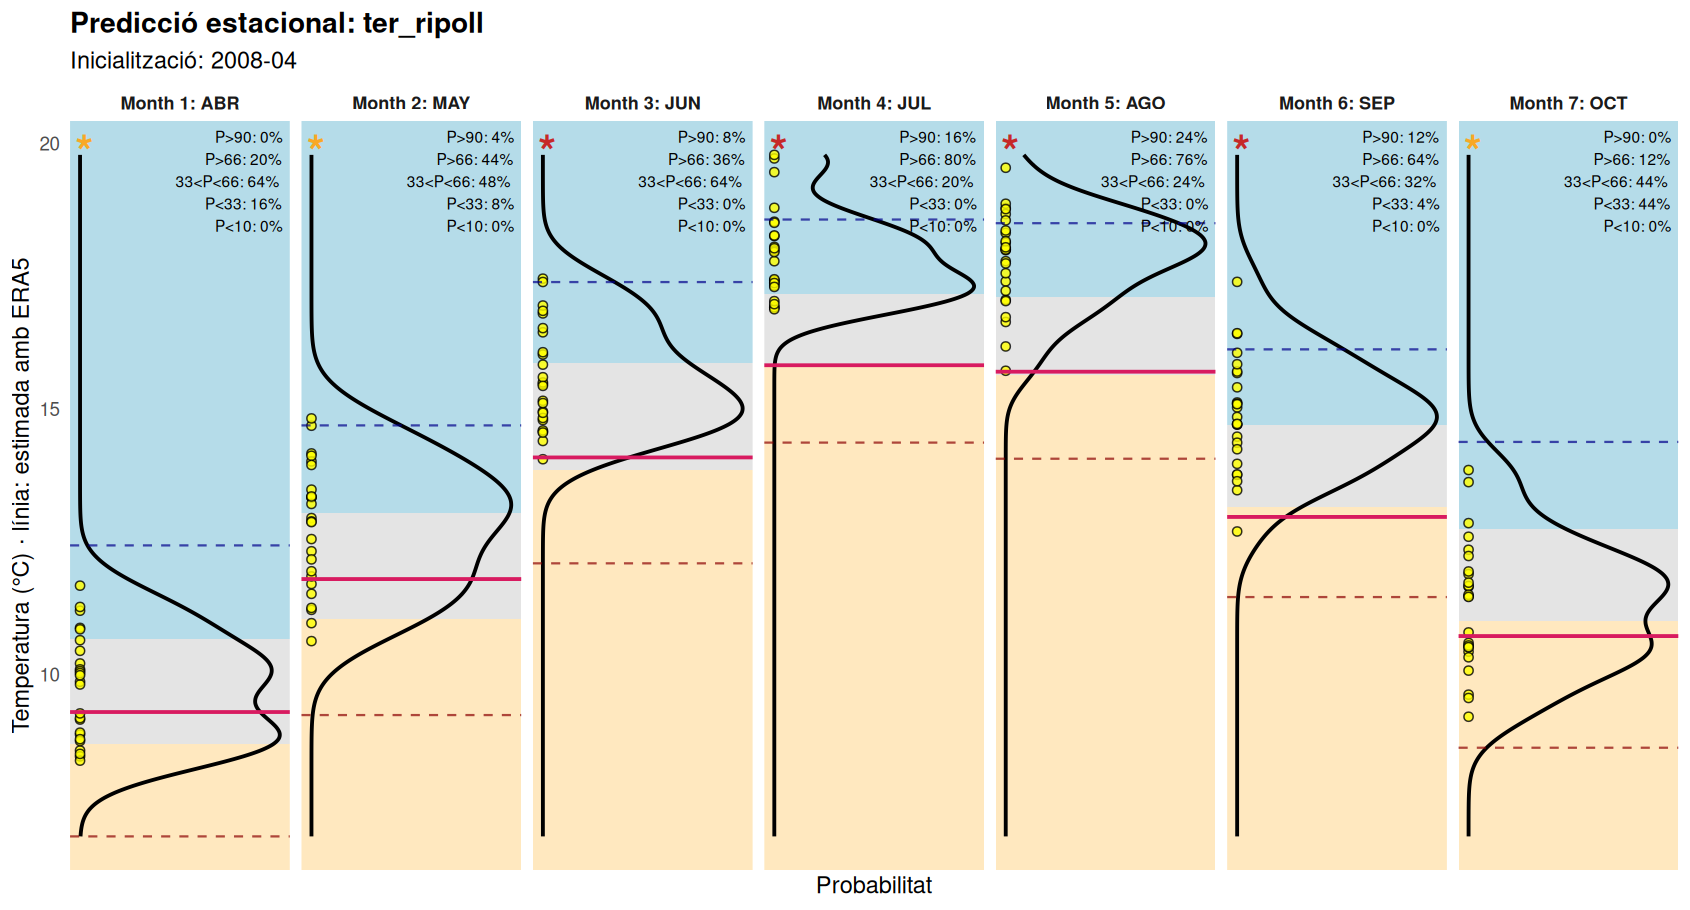 Predicció estacional: ter_ripoll
Inicialització: 2008-04
Month 1: ABR
Month 2: MAY
Month 3: JUN
Month 4: JUL
Month 5: AGO
Month 6: SEP
Month 7: OCT
P>90: 0%
P>66: 20%
33<P<66: 64%
P<33: 16%
P<10: 0%
P>90: 4%
P>66: 44%
33<P<66: 48%
P<33: 8%
P<10: 0%
P>90: 8%
P>66: 36%
33<P<66: 64%
P<33: 0%
P<10: 0%
P>90: 16%
P>66: 80%
33<P<66: 20%
P<33: 0%
P<10: 0%
P>90: 24%
P>66: 76%
33<P<66: 24%
P<33: 0%
P<10: 0%
P>90: 12%
P>66: 64%
33<P<66: 32%
P<33: 4%
P<10: 0%
P>90: 0%
P>66: 12%
33<P<66: 44%
P<33: 44%
P<10: 0%
20
15
10
Temperatura (°C) · línia: estimada amb ERA5
Probabilitat